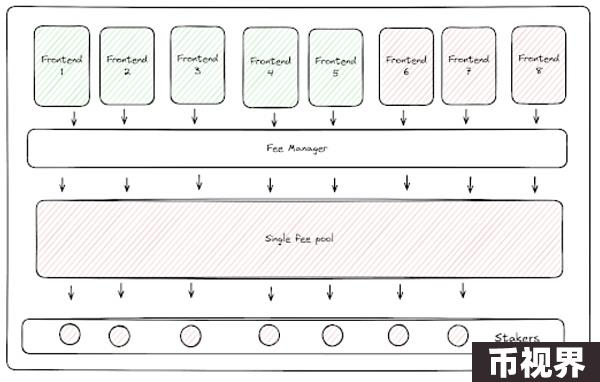 Frontend
1
Frontend
2
Frontend
3
Frontend
4
Frontend
5
Frontend
6
Frontend
7
Frontend
8
Fee Manager
Single fee pool
Stakers
币视界